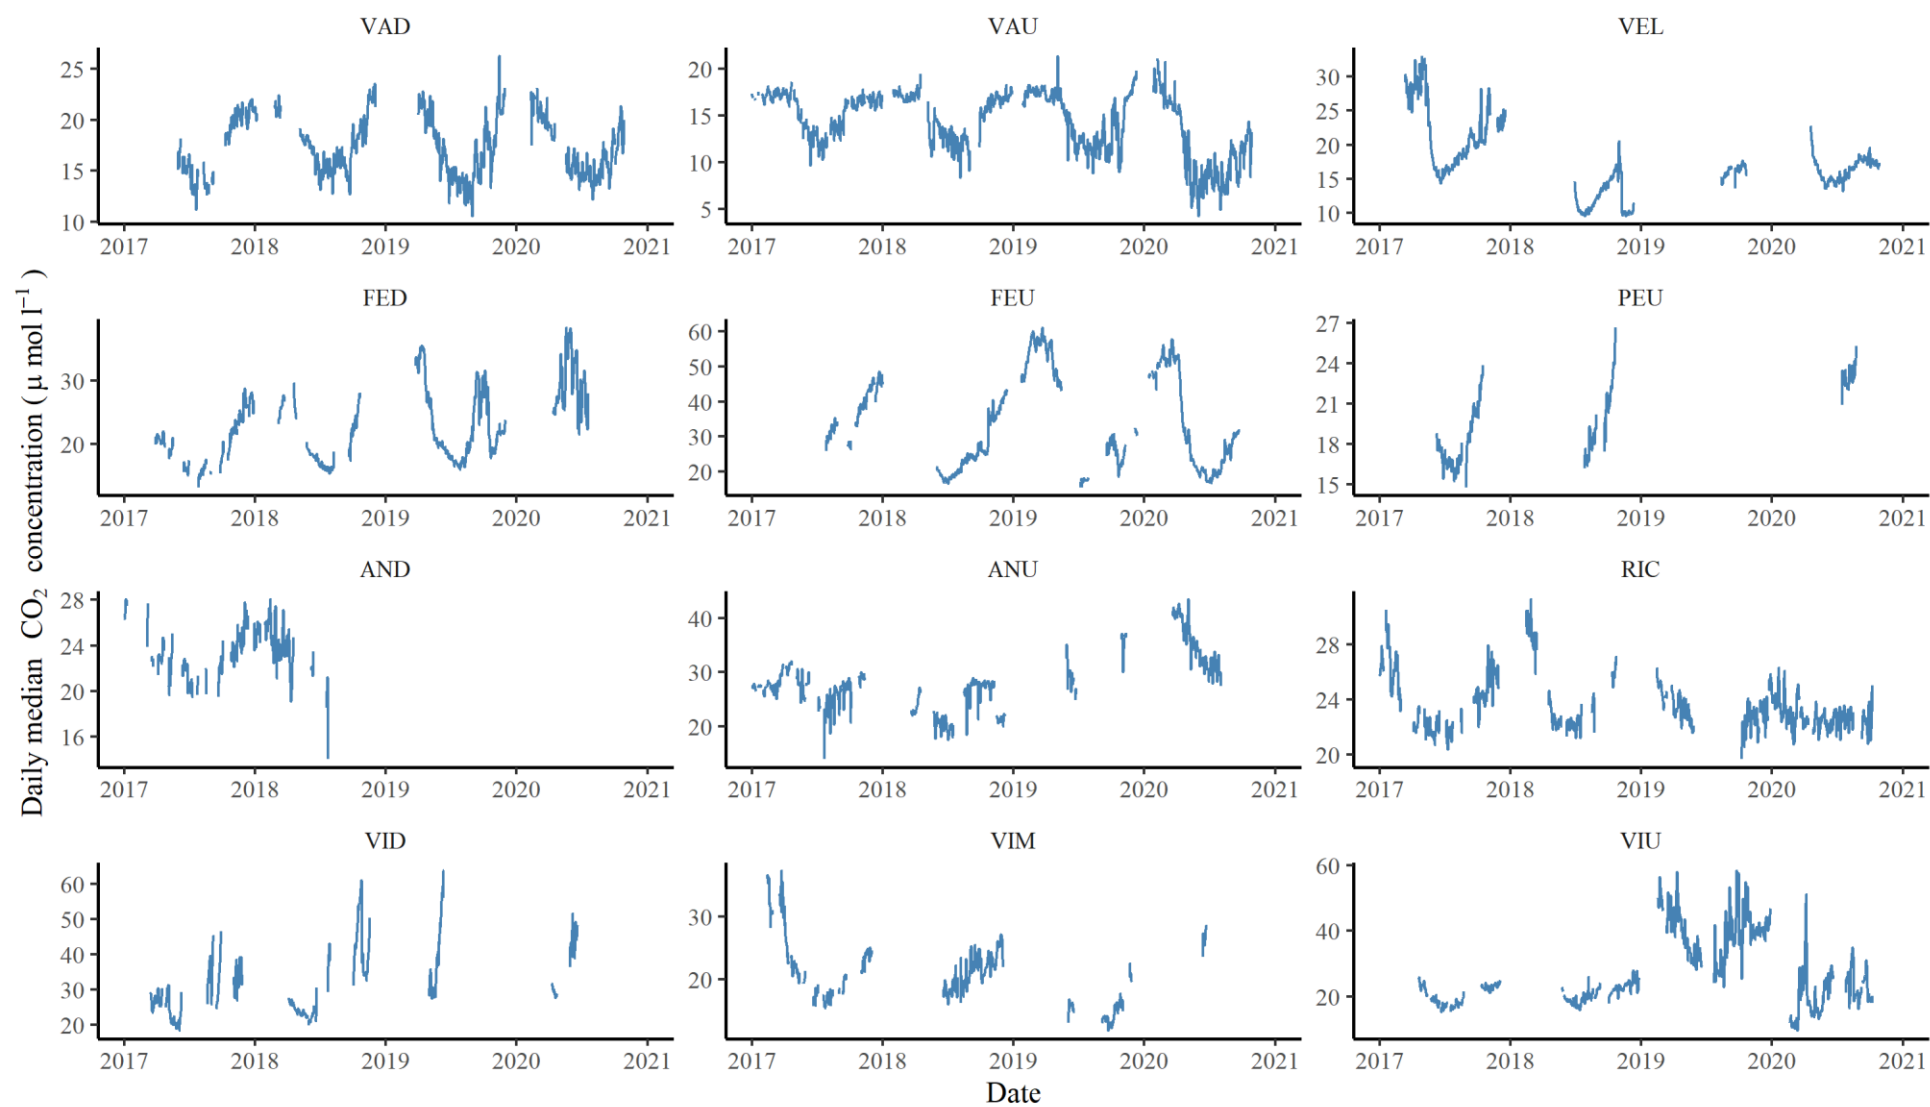 VAD VAU VEL
25
20
15
10
2017 2018 2019 2020 2021
20
15
10
5
2017 2018 2019 2020 2021
30
25
20
15
10
2017 2018 2019 2020 2021
FED FEU PEU
30
20
2017 2018 2019 2020 2021
60
50
40
30
20
2017 2018 2019 2020 2021
27
24
21
18
15
2017 2018 2019 2020 2021
AND ANU RIC
28
24
20
16
2017 2018 2019 2020 2021
40
30
20
2017 2018 2019 2020 2021
28
24
20
2017 2018 2019 2020 2021
VID VIM VIU
60
50
40
30
20
2017 2018 2019 2020 2021
30
20
2017 2018 2019 2020 2021
60
40
20
2017 2018 2019 2020 2021
Daily median CO₂ concentration ( μ mol l⁻¹ )
Date